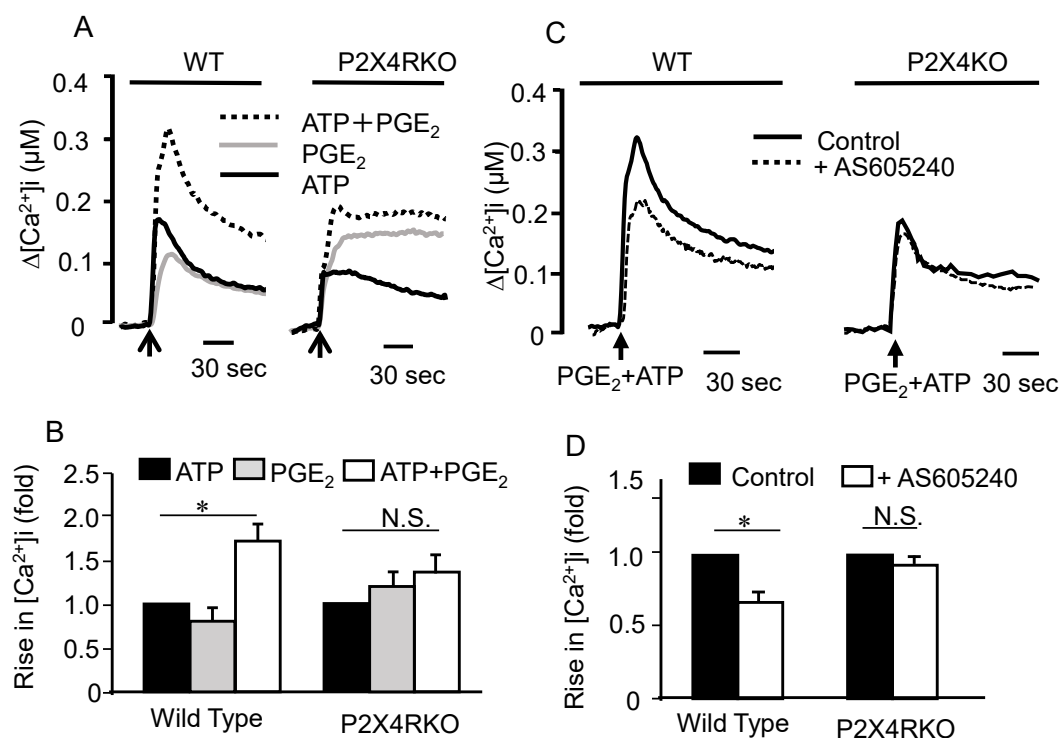 A
WT
P2X4RKO
0.4
0.3
0.2
0.1
0
Δ[Ca²⁺]i (μM)
ATP+PGE₂
PGE₂
ATP
30 sec
30 sec
C
WT
P2X4KO
0.4
0.3
0.2
0.1
0
Δ[Ca²⁺]i (μM)
Control
+ AS605240
PGE₂+ATP
30 sec
PGE₂+ATP
30 sec
B
ATP
PGE₂
ATP+PGE₂
2.5
2.0
1.5
1.0
0.5
0
Rise in [Ca²⁺]i (fold)
*
N.S.
Wild Type
P2X4RKO
D
Control
+ AS605240
1.5
1.0
0.5
0
Rise in [Ca²⁺]i (fold)
*
N.S.
Wild Type
P2X4RKO